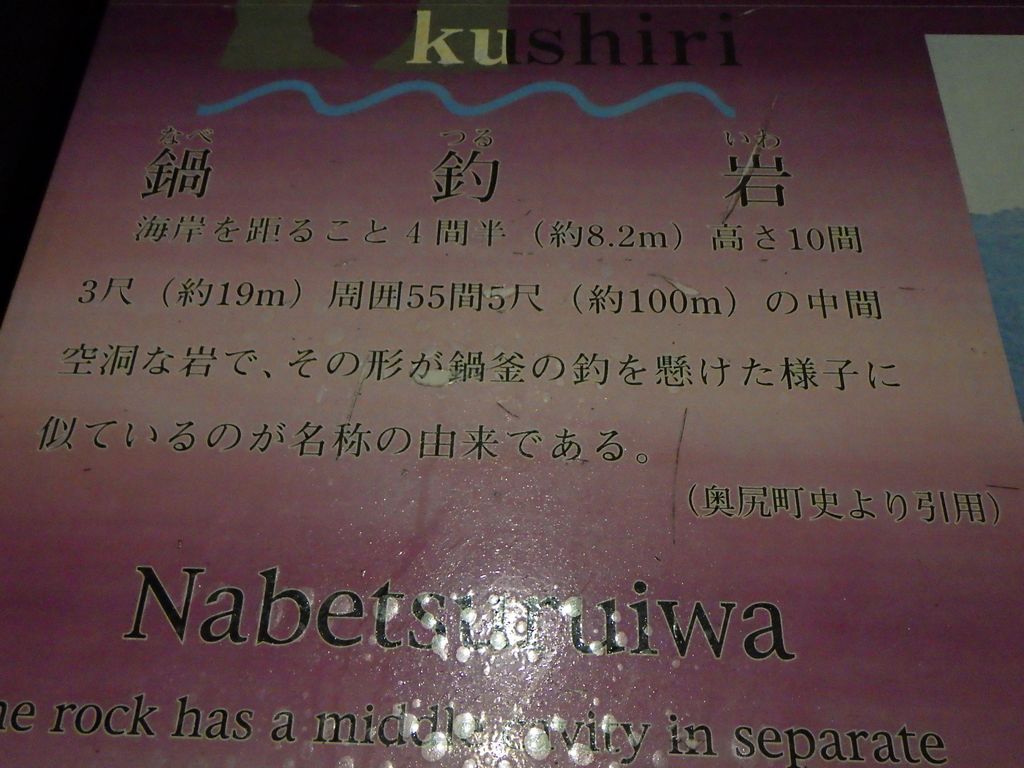 kushiri
なべ つる いわ
鍋 釣 岩
海岸を距ること4間半（約8.2m）高さ10間
3尺（約19m）周囲55間5尺（約100m）の中間
空洞な岩で、その形が鍋釜の釣を懸けた様子に
似ているのが名称の由来である。
（奥尻町史より引用）
Nabetsuruiwa
rock has a middle cavity in separate